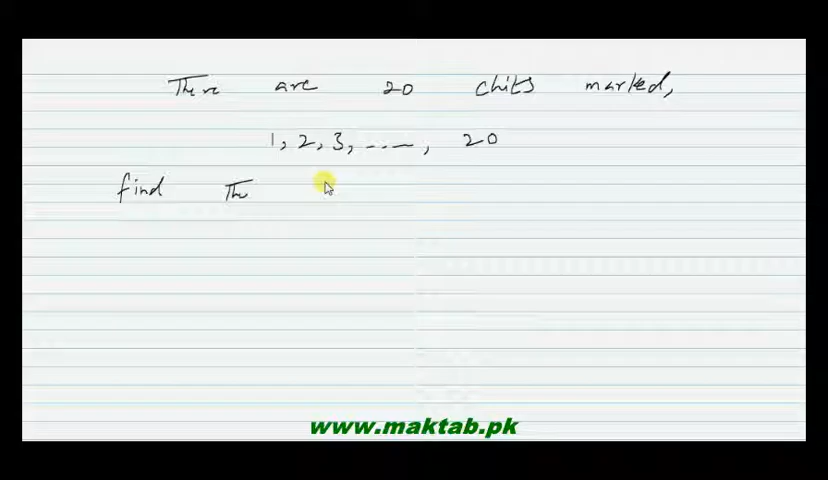 There are 20 chits marked,
1, 2, 3, ......, 20
find the
www.maktab.pk